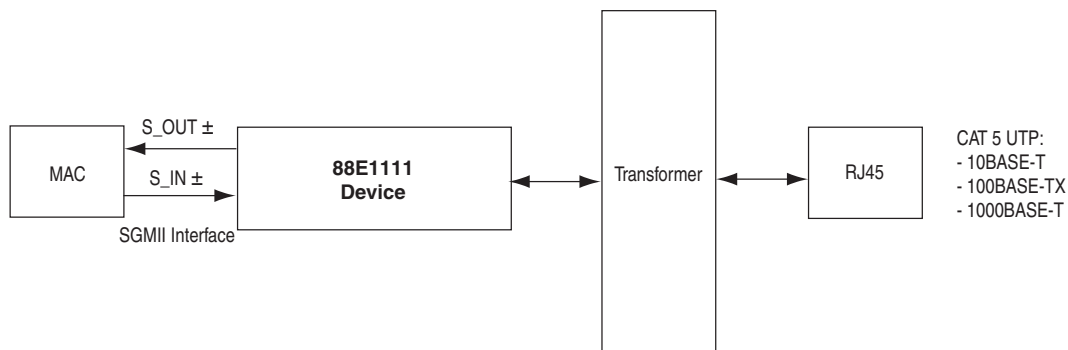 S_OUT ±
MAC
S_IN ±
SGMII Interface
88E1111
Device
Transformer
RJ45
CAT 5 UTP:
- 10BASE-T
- 100BASE-TX
- 1000BASE-T